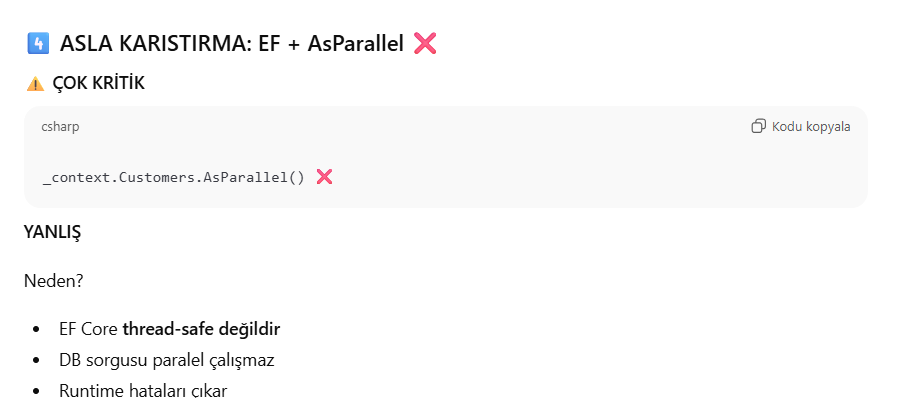 4 ASLA KARISTIRMA: EF + AsParallel ❌
⚠️ ÇOK KRİTİK
csharp Kodu kopyala
_context.Customers.AsParallel() ❌
YANLIŞ
Neden?
• EF Core thread-safe değildir
• DB sorgusu paralel çalışmaz
• Runtime hataları çıkar